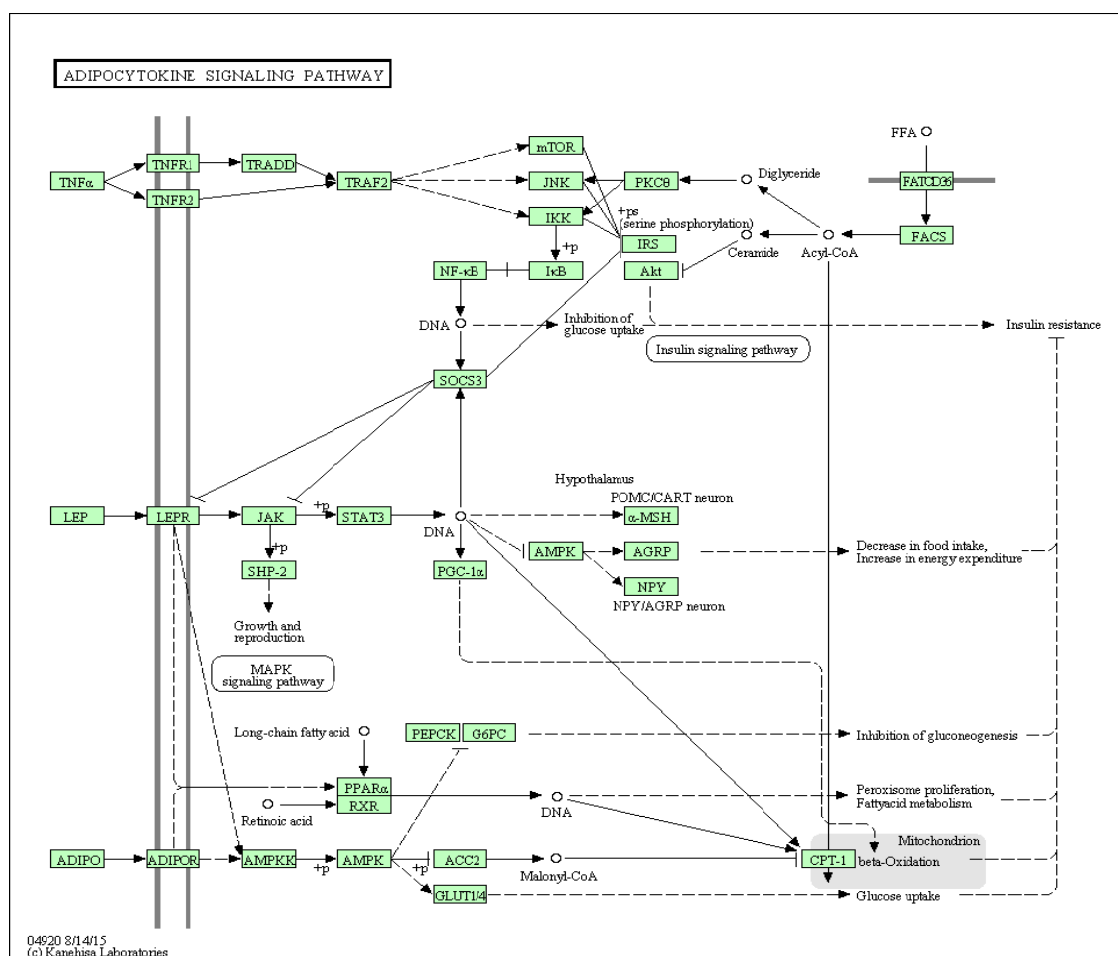 ADIPOCYTOKINE SIGNALING PATHWAY
FFA
mTOR
TNFR1
TRADD
TNFα
TRAF2
JNK
PKCθ
Diglyceride
FATCD36
TNFR2
IKK
+ps
(serine phosphorylation)
IRS
FACS
+p
Ceramide
Acyl-CoA
NF-κB
IκB
Akt
DNA
Inhibition of
glucose uptake
Insulin resistance
Insulin signaling pathway
SOCS3
Hypothalamus
POMC/CART neuron
LEP
LEPR
JAK
+p
STAT3
DNA
α-MSH
+p
AMPK
AGRP
Decrease in food intake,
Increase in energy expenditure
SHP-2
PGC-1α
NPY
NPY/AGRP neuron
Growth and
reproduction
MAPK
signaling pathway
Long-chain fatty acid
PEPCK
G6PC
Inhibition of gluconeogenesis
PPARα
RXR
Retinoic acid
DNA
Peroxisome proliferation,
Fattyacid metabolism
Mitochondrion
ADIPO
ADIPOR
AMPKK
+p
AMPK
+p
ACC2
Malonyl-CoA
CPT-1
beta-Oxidation
GLUT1/4
Glucose uptake
04920 8/14/15
(c) Kanehisa Laboratories